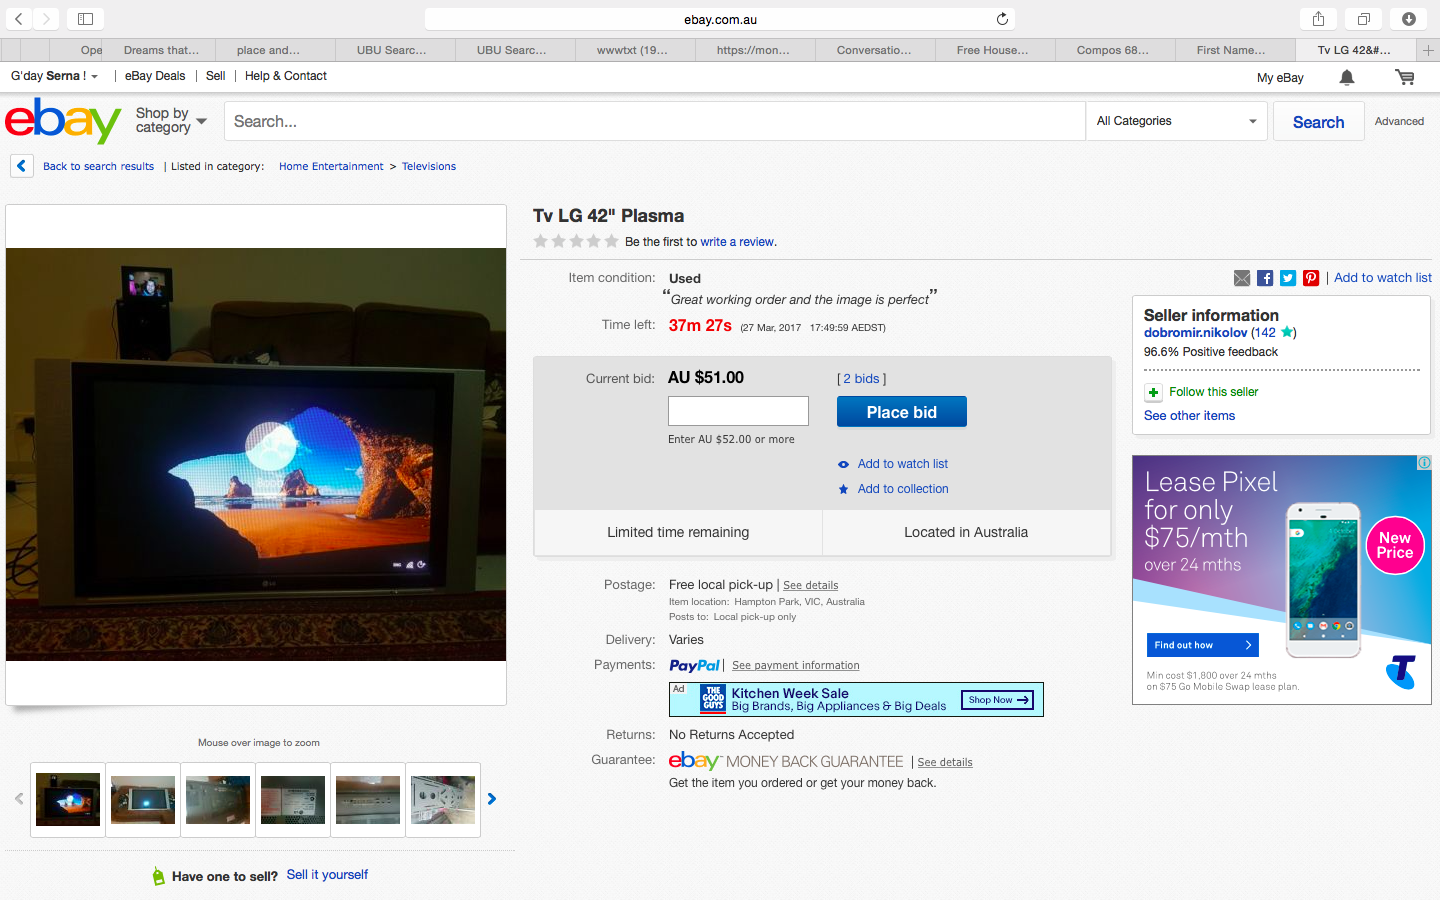 ebay.com.au
Ope
Dreams that...
place and...
UBU Searc...
UBU Searc...
wwwtxt (19...
https://mon...
Conversatio...
Free House...
Compos 68...
First Name...
Tv LG 42&#...
G'day Serna ! | eBay Deals | Sell | Help & Contact
My eBay
ebay
Shop by
category
Search...
All Categories
Search
Advanced
Back to search results | Listed in category: Home Entertainment > Televisions
Tv LG 42" Plasma
Be the first to write a review.
Item condition: Used
“Great working order and the image is perfect”
Time left: 37m 27s (27 Mar, 2017 17:49:59 AEDST)
Current bid: AU $51.00 [ 2 bids ]
Place bid
Enter AU $52.00 or more
Add to watch list
Add to collection
Limited time remaining
Located in Australia
Postage: Free local pick-up | See details
Item location: Hampton Park, VIC, Australia
Posts to: Local pick-up only
Delivery: Varies
Payments: PayPal | See payment information
Ad
THE GOOD GUYS
Kitchen Week Sale
Big Brands, Big Appliances & Big Deals
Shop Now
Returns: No Returns Accepted
Guarantee: ebay MONEY BACK GUARANTEE | See details
Get the item you ordered or get your money back.
| Add to watch list
Seller information
dobromir.nikolov (142)
96.6% Positive feedback
Follow this seller
See other items
Lease Pixel
for only
$75/mth
over 24 mths
New
Price
Find out how
T
Min cost $1,800 over 24 mths
on $75 Go Mobile Swap lease plan.
LG
Mouse over image to zoom
Have one to sell? Sell it yourself